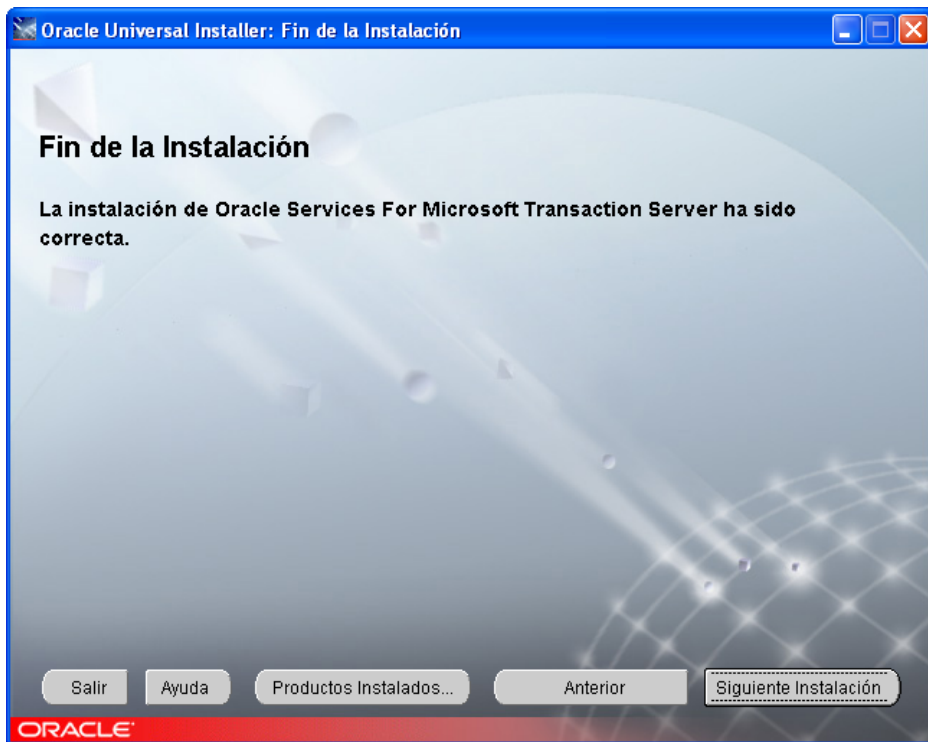 Oracle Universal Installer: Fin de la Instalación
Fin de la Instalación
La instalación de Oracle Services For Microsoft Transaction Server ha sido
correcta.
Salir
Ayuda
Productos Instalados...
Anterior
Siguiente Instalación
ORACLE